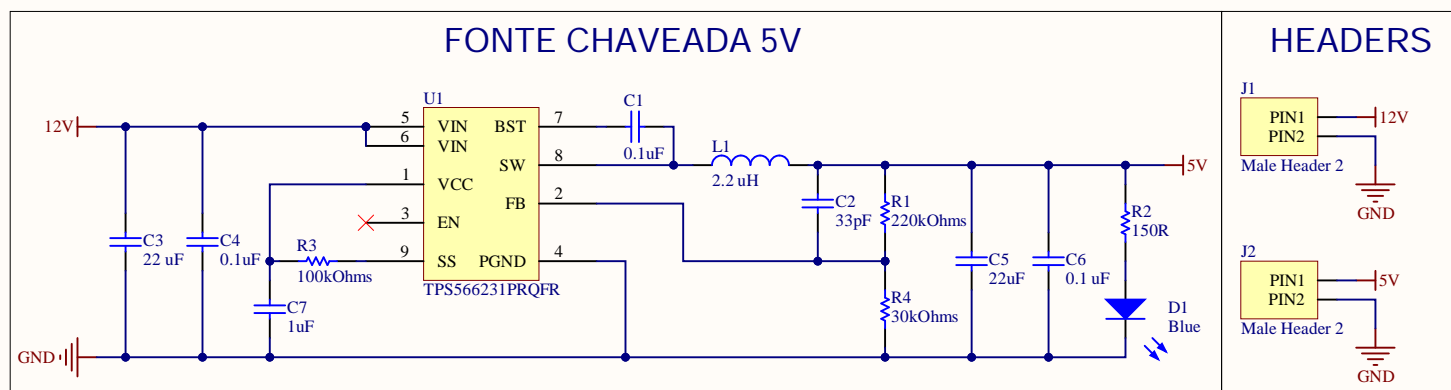 FONTE CHAVEADA 5V
HEADERS
12V
GND
C3
22 uF
C4
0.1uF
R3
100kOhms
C7
1uF
U1
5 VIN
6 VIN
1 VCC
3 EN
9 SS
BST 7
SW 8
FB 2
PGND 4
TPS566231PRQFR
C1
0.1uF
L1
2.2 uH
C2
33pF
R1
220kOhms
R4
30kOhms
C5
22uF
C6
0.1 uF
R2
150R
D1
Blue
5V
J1
PIN1 12V
PIN2
Male Header 2
GND
J2
PIN1 5V
PIN2
Male Header 2
GND